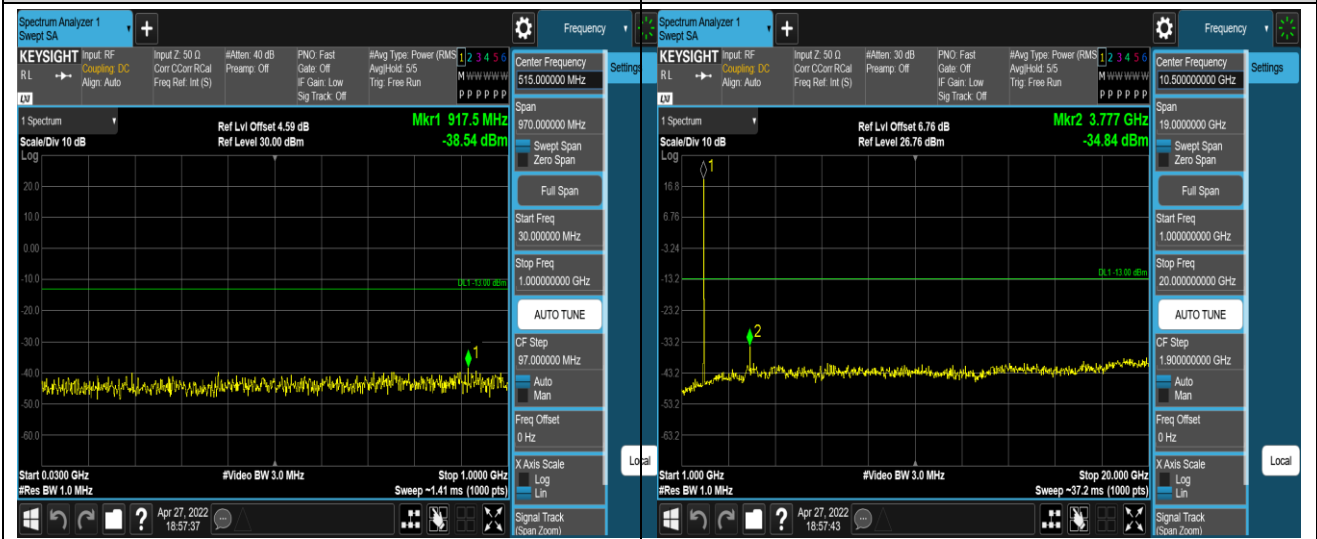 Spectrum Analyzer 1
Swept SA
+
Frequency
KEYSIGHT
Input: RF
Coupling: DC
Align: Auto
Input Z: 50 Ω
Corr CCorr RCal
Freq Ref: Int (S)
#Atten: 40 dB
Preamp: Off
PNO: Fast
Gate: Off
IF Gain: Low
Sig Track: Off
#Avg Type: Power (RMS
Avg|Hold: 5/5
Trig: Free Run
1 2 3 4 5 6
M W W W W W
P P P P P P
RL
LXI
Center Frequency
515.000000 MHz
Settings
Span
970.000000 MHz
Swept Span
Zero Span
Full Span
Start Freq
30.000000 MHz
Stop Freq
1.000000000 GHz
AUTO TUNE
CF Step
97.000000 MHz
Auto
Man
Freq Offset
0 Hz
X Axis Scale
Log
Lin
Signal Track
(Span Zoom)
Local
1 Spectrum
Scale/Div 10 dB
Log
Ref Lvl Offset 4.59 dB
Ref Level 30.00 dBm
Mkr1 917.5 MHz
-38.54 dBm
20.0
10.0
0.00
-10.0
DL1 -13.00 dBm
-20.0
-30.0
1
-40.0
-50.0
-60.0
Start 0.0300 GHz
#Res BW 1.0 MHz
#Video BW 3.0 MHz
Stop 1.0000 GHz
Sweep ~1.41 ms (1000 pts)
?
Apr 27, 2022
18:57:37
Spectrum Analyzer 1
Swept SA
+
Frequency
KEYSIGHT
Input: RF
Coupling: DC
Align: Auto
Input Z: 50 Ω
Corr CCorr RCal
Freq Ref: Int (S)
#Atten: 30 dB
Preamp: Off
PNO: Fast
Gate: Off
IF Gain: Low
Sig Track: Off
#Avg Type: Power (RMS
Avg|Hold: 5/5
Trig: Free Run
1 2 3 4 5 6
M W W W W W
P P P P P P
RL
LXI
Center Frequency
10.500000000 GHz
Settings
Span
19.0000000 GHz
Swept Span
Zero Span
Full Span
Start Freq
1.000000000 GHz
Stop Freq
20.000000000 GHz
AUTO TUNE
CF Step
1.900000000 GHz
Auto
Man
Freq Offset
0 Hz
X Axis Scale
Log
Lin
Signal Track
(Span Zoom)
Local
1 Spectrum
Scale/Div 10 dB
Log
Ref Lvl Offset 6.76 dB
Ref Level 26.76 dBm
Mkr2 3.777 GHz
-34.84 dBm
1
16.8
6.76
-3.24
-13.2
DL1 -13.00 dBm
-23.2
2
-33.2
-43.2
-53.2
-63.2
Start 1.000 GHz
#Res BW 1.0 MHz
#Video BW 3.0 MHz
Stop 20.000 GHz
Sweep ~37.2 ms (1000 pts)
?
Apr 27, 2022
18:57:43